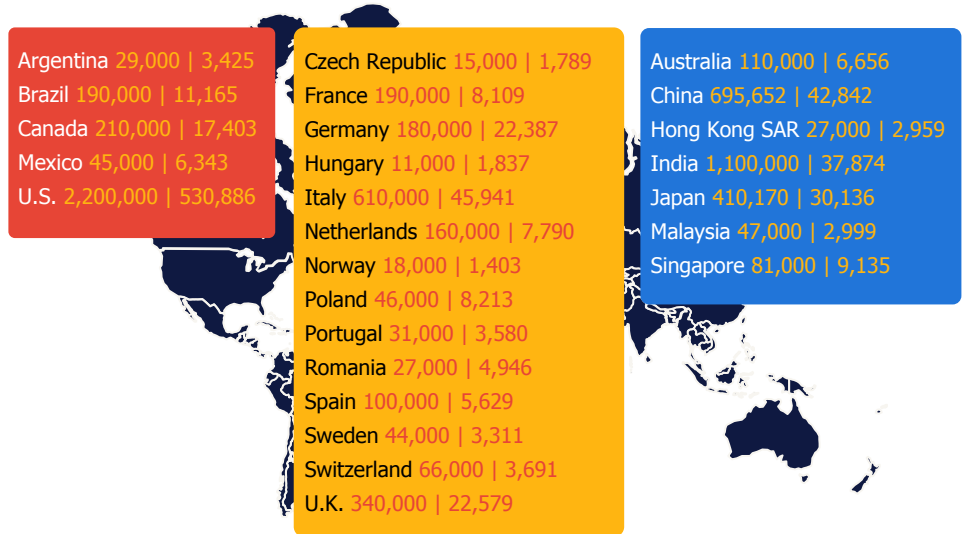 Argentina 29,000 | 3,425
Brazil 190,000 | 11,165
Canada 210,000 | 17,403
Mexico 45,000 | 6,343
U.S. 2,200,000 | 530,886
Czech Republic 15,000 | 1,789
France 190,000 | 8,109
Germany 180,000 | 22,387
Hungary 11,000 | 1,837
Italy 610,000 | 45,941
Netherlands 160,000 | 7,790
Norway 18,000 | 1,403
Poland 46,000 | 8,213
Portugal 31,000 | 3,580
Romania 27,000 | 4,946
Spain 100,000 | 5,629
Sweden 44,000 | 3,311
Switzerland 66,000 | 3,691
U.K. 340,000 | 22,579
Australia 110,000 | 6,656
China 695,652 | 42,842
Hong Kong SAR 27,000 | 2,959
India 1,100,000 | 37,874
Japan 410,170 | 30,136
Malaysia 47,000 | 2,999
Singapore 81,000 | 9,135